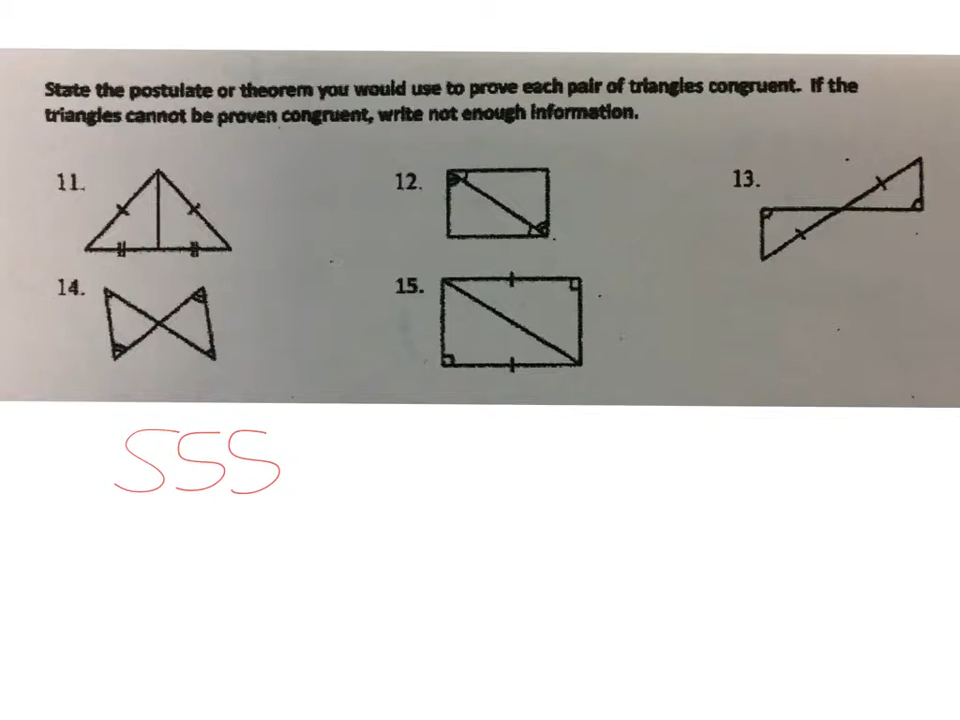 State the postulate or theorem you would use to prove each pair of triangles congruent. If the
triangles cannot be proven congruent, write not enough information.
11.
12.
13.
14.
15.
SSS